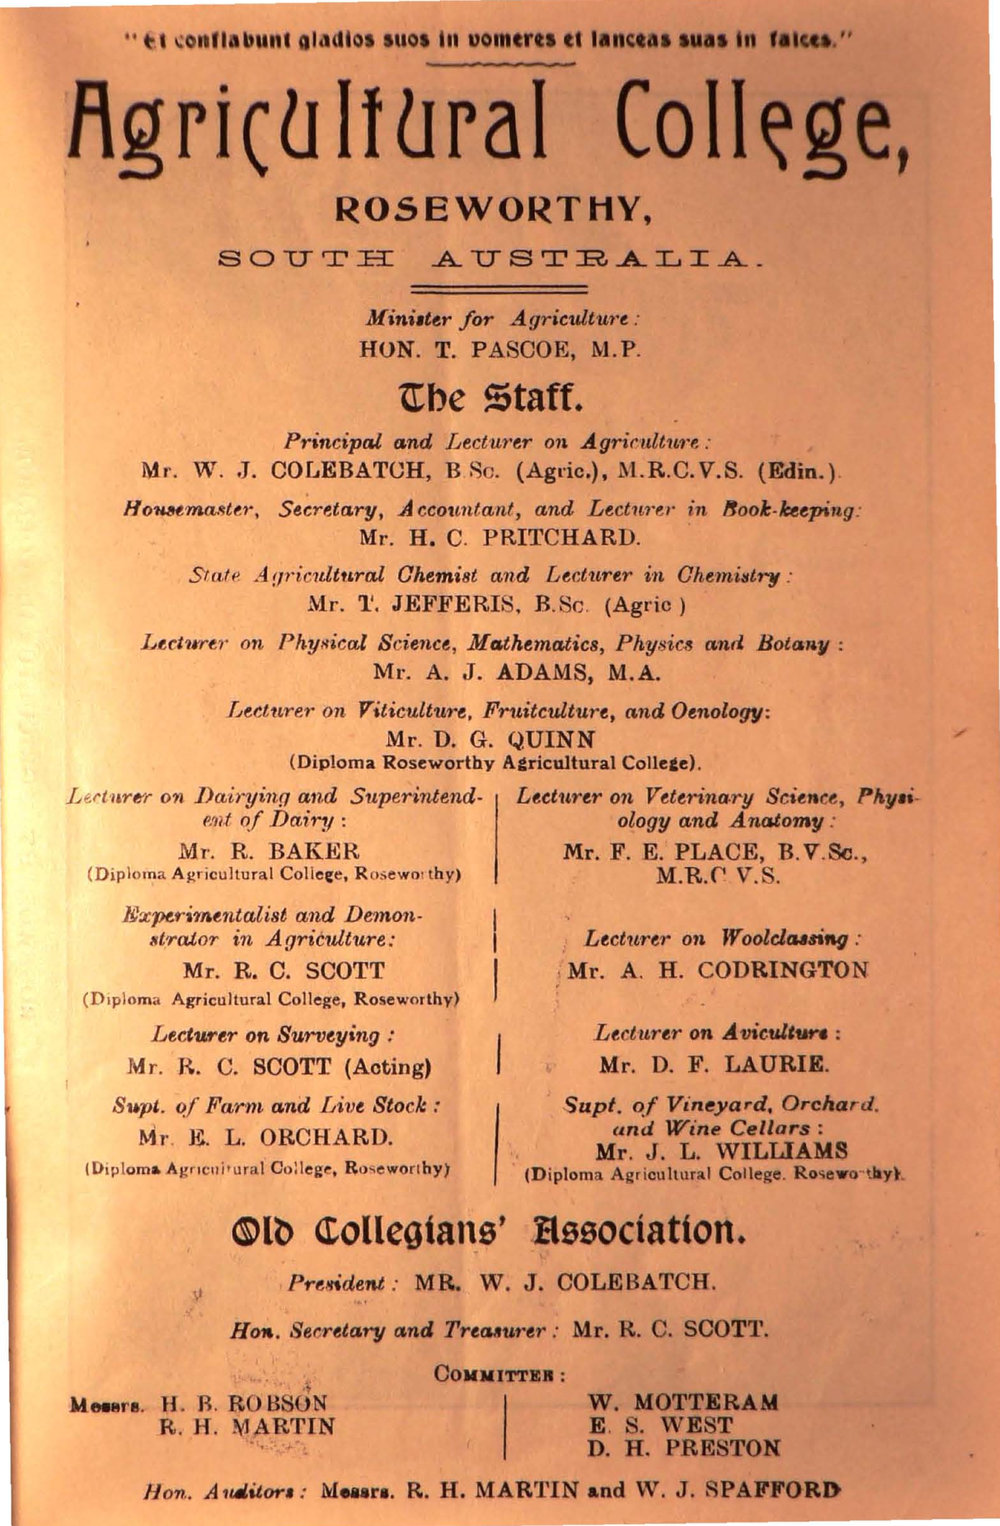 "Et conflabunt gladios suos in vomeres et lanceas suas in falces."
Agricultural College,
ROSEWORTHY,
SOUTH AUSTRALIA.
Minister for Agriculture:
HON. T. PASCOE, M.P.
The Staff.
Principal and Lecturer on Agriculture:
Mr. W. J. COLEBATCH, B.Sc. (Agric.), M.R.C.V.S. (Edin.).
Housemaster, Secretary, Accountant, and Lecturer in Book-keeping:
Mr. H. C. PRITCHARD.
State Agricultural Chemist and Lecturer in Chemistry:
Mr. T. JEFFERIS, B.Sc. (Agric )
Lecturer on Physical Science, Mathematics, Physics and Botany:
Mr. A. J. ADAMS, M.A.
Lecturer on Viticulture, Fruitculture, and Oenology:
Mr. D. G. QUINN
(Diploma Roseworthy Agricultural College).
Lecturer on Dairying and Superintend-
ent of Dairy:
Mr. R. BAKER
(Diploma Agricultural College, Roseworthy)
Lecturer on Veterinary Science, Physi-
ology and Anatomy:
Mr. F. E. PLACE, B.V.Sc.,
M.R.C V.S.
Experimentalist and Demon-
strator in Agriculture:
Mr. R. C. SCOTT
(Diploma Agricultural College, Roseworthy)
Lecturer on Woolclassing:
Mr. A. H. CODRINGTON
Lecturer on Surveying:
Mr. R. C. SCOTT (Acting)
Lecturer on Aviculture:
Mr. D. F. LAURIE.
Supt. of Farm and Live Stock:
Mr. E. L. ORCHARD.
(Diploma Agricultural College, Roseworthy)
Supt. of Vineyard, Orchard,
and Wine Cellars:
Mr. J. L. WILLIAMS
(Diploma Agricultural College. Roseworthy).
Old Collegians' Association.
President: MR. W. J. COLEBATCH.
Hon. Secretary and Treasurer: Mr. R. C. SCOTT.
COMMITTEE:
Messrs. H. B. ROBSON
R. H. MARTIN
W. MOTTERAM
E. S. WEST
D. H. PRESTON
Hon. Auditors: Messrs. R. H. MARTIN and W. J. SPAFFORD